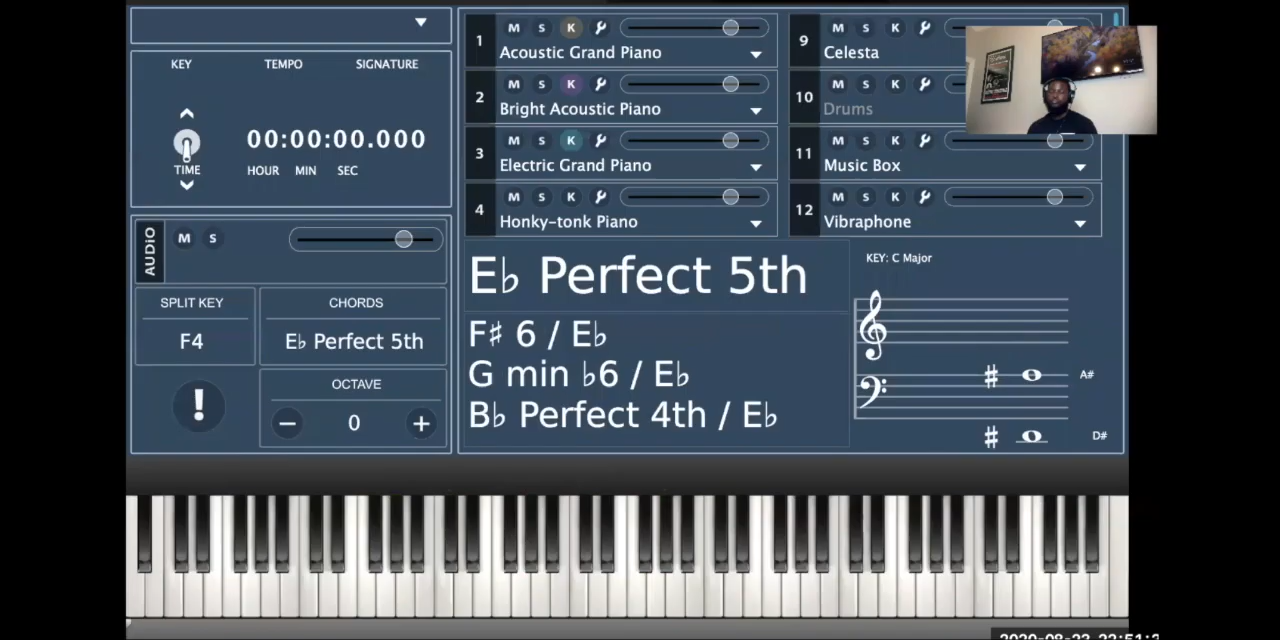 KEY TEMPO SIGNATURE
00:00:00.000
TIME HOUR MIN SEC
AUDIO M S
SPLIT KEY
F4
CHORDS
E♭ Perfect 5th
OCTAVE
! − 0 +
1 M S K
Acoustic Grand Piano
2 M S K
Bright Acoustic Piano
3 M S K
Electric Grand Piano
4 M S K
Honky-tonk Piano
9 M S K
Celesta
10 M S K
Drums
11 M S K
Music Box
12 M S K
Vibraphone
E♭ Perfect 5th
F♯ 6 / E♭
G min ♭6 / E♭
B♭ Perfect 4th / E♭
KEY: C Major
A#
D#